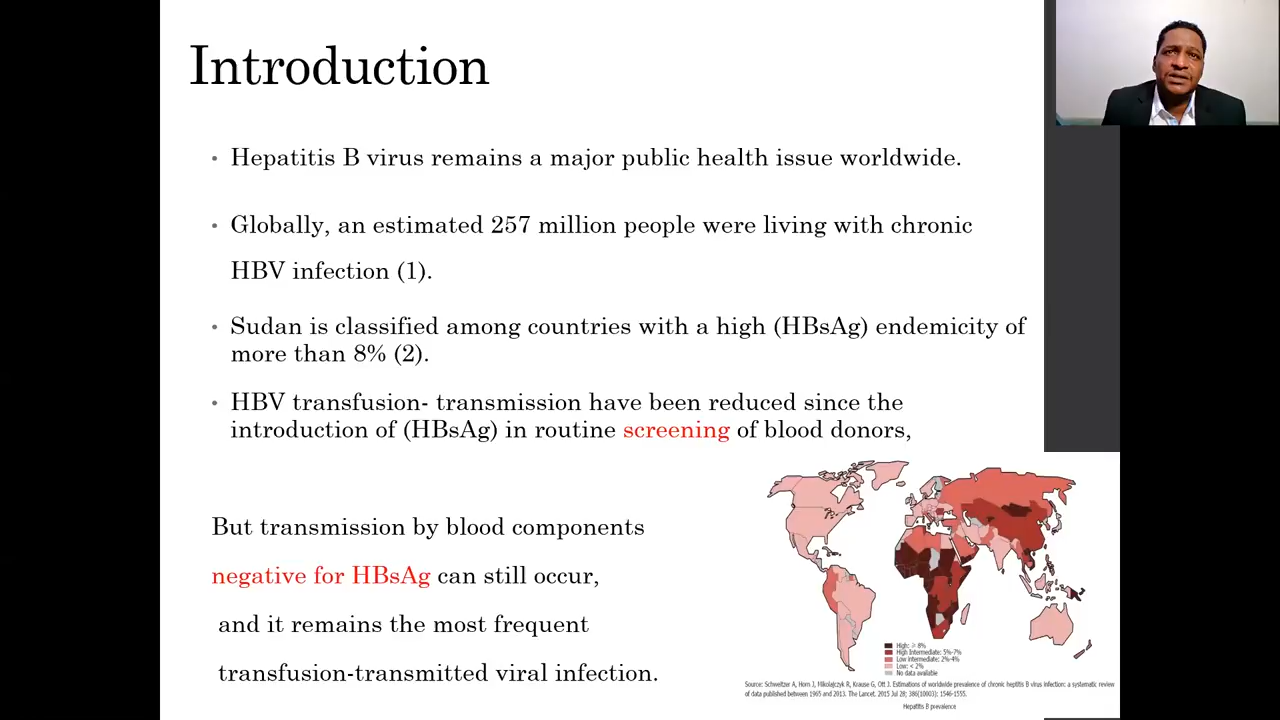 Introduction
• Hepatitis B virus remains a major public health issue worldwide.
• Globally, an estimated 257 million people were living with chronic
HBV infection (1).
• Sudan is classified among countries with a high (HBsAg) endemicity of
more than 8% (2).
• HBV transfusion- transmission have been reduced since the
introduction of (HBsAg) in routine screening of blood donors,
But transmission by blood components
negative for HBsAg can still occur,
and it remains the most frequent
transfusion-transmitted viral infection.
High: ≥ 8%
High Intermediate: 5%-7%
Low intermediate: 2%-4%
Low: < 2%
No data available
Source: Schweitzer A, Horn J, Mikolajczyk R, Krause G, Ott J. Estimations of worldwide prevalence of chronic hepatitis B virus infection: a systematic review
of data published between 1965 and 2013. The Lancet. 2015 Jul 28; 386(10003): 1546-1555.
Hepatitis B prevalence